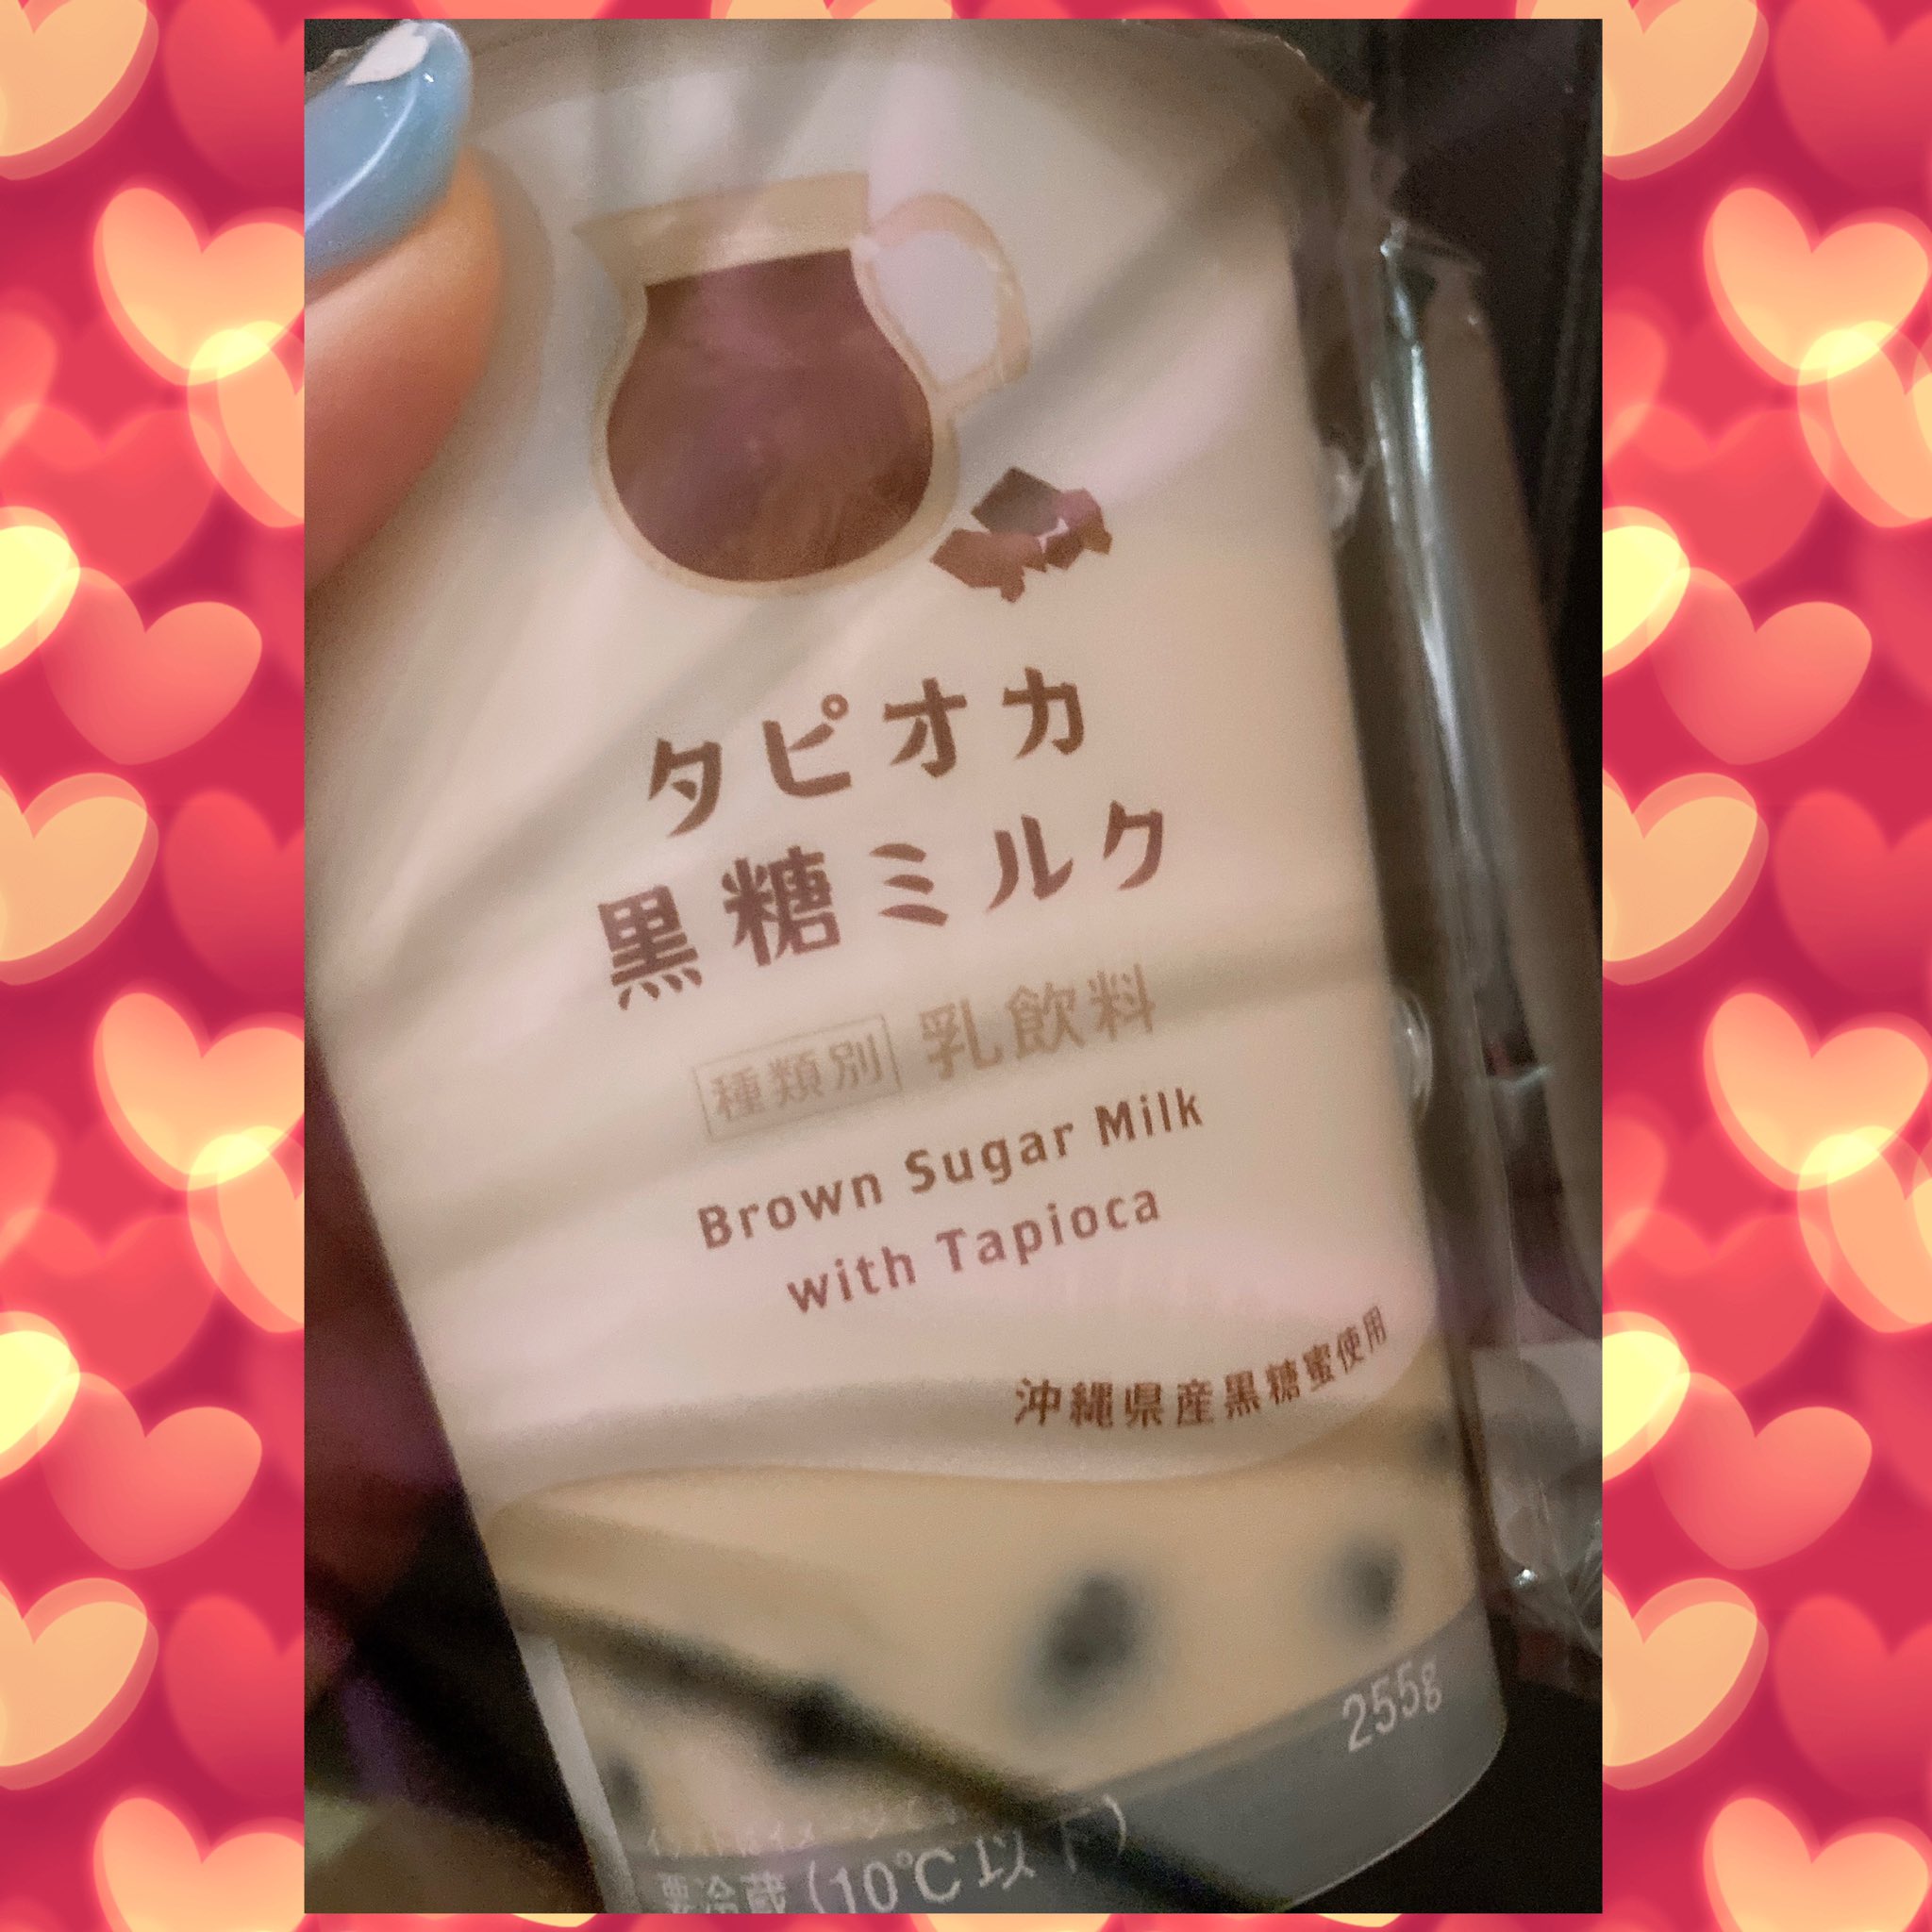 タピオカ
黒糖ミルク
種類別 乳飲料
Brown Sugar Milk
with Tapioca
沖縄県産黒糖蜜使用
255g
要冷蔵(10℃以下)